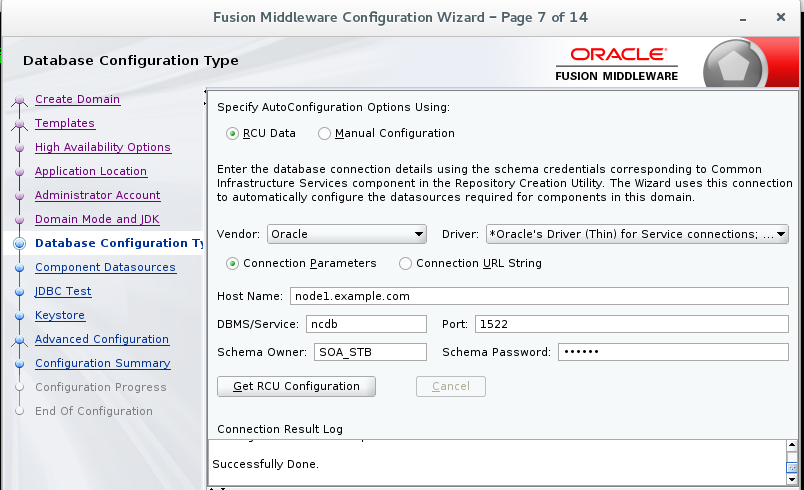 Fusion Middleware Configuration Wizard – Page 7 of 14
Database Configuration Type
ORACLE
FUSION MIDDLEWARE
Create Domain
Templates
High Availability Options
Application Location
Administrator Account
Domain Mode and JDK
Database Configuration Ty
Component Datasources
JDBC Test
Keystore
Advanced Configuration
Configuration Summary
Configuration Progress
End Of Configuration
Specify AutoConfiguration Options Using:
RCU Data Manual Configuration
Enter the database connection details using the schema credentials corresponding to Common
Infrastructure Services component in the Repository Creation Utility. The Wizard uses this connection
to automatically configure the datasources required for components in this domain.
Vendor: Oracle Driver: *Oracle's Driver (Thin) for Service connections; ...
Connection Parameters Connection URL String
Host Name: node1.example.com
DBMS/Service: ncdb Port: 1522
Schema Owner: SOA_STB Schema Password: ••••••
Get RCU Configuration Cancel
Connection Result Log
Successfully Done.